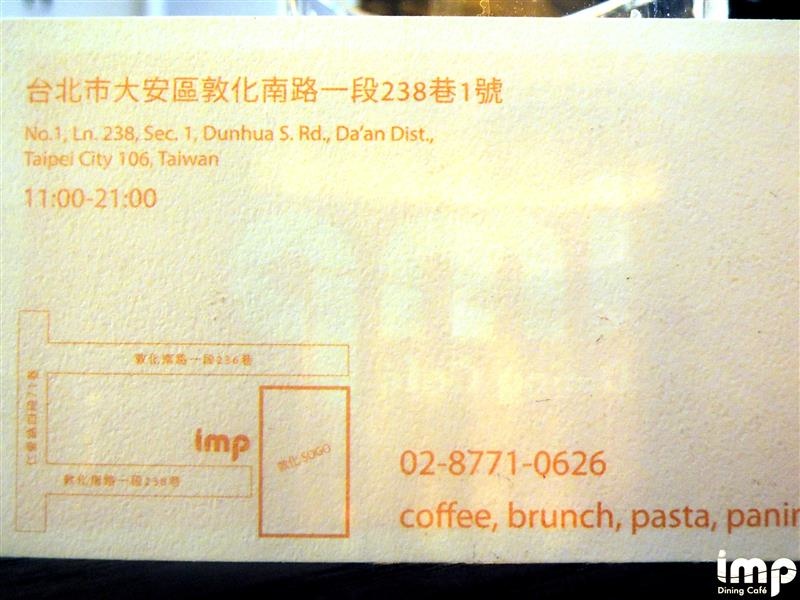 台北市大安區敦化南路一段238巷1號
No.1, Ln. 238, Sec. 1, Dunhua S. Rd., Da'an Dist.,
Taipei City 106, Taiwan
11:00-21:00
敦化南路一段236巷
imp
敦化 SOGO
敦化南路一段238巷
02-8771-0626
coffee, brunch, pasta, panin
imp
Dining Café